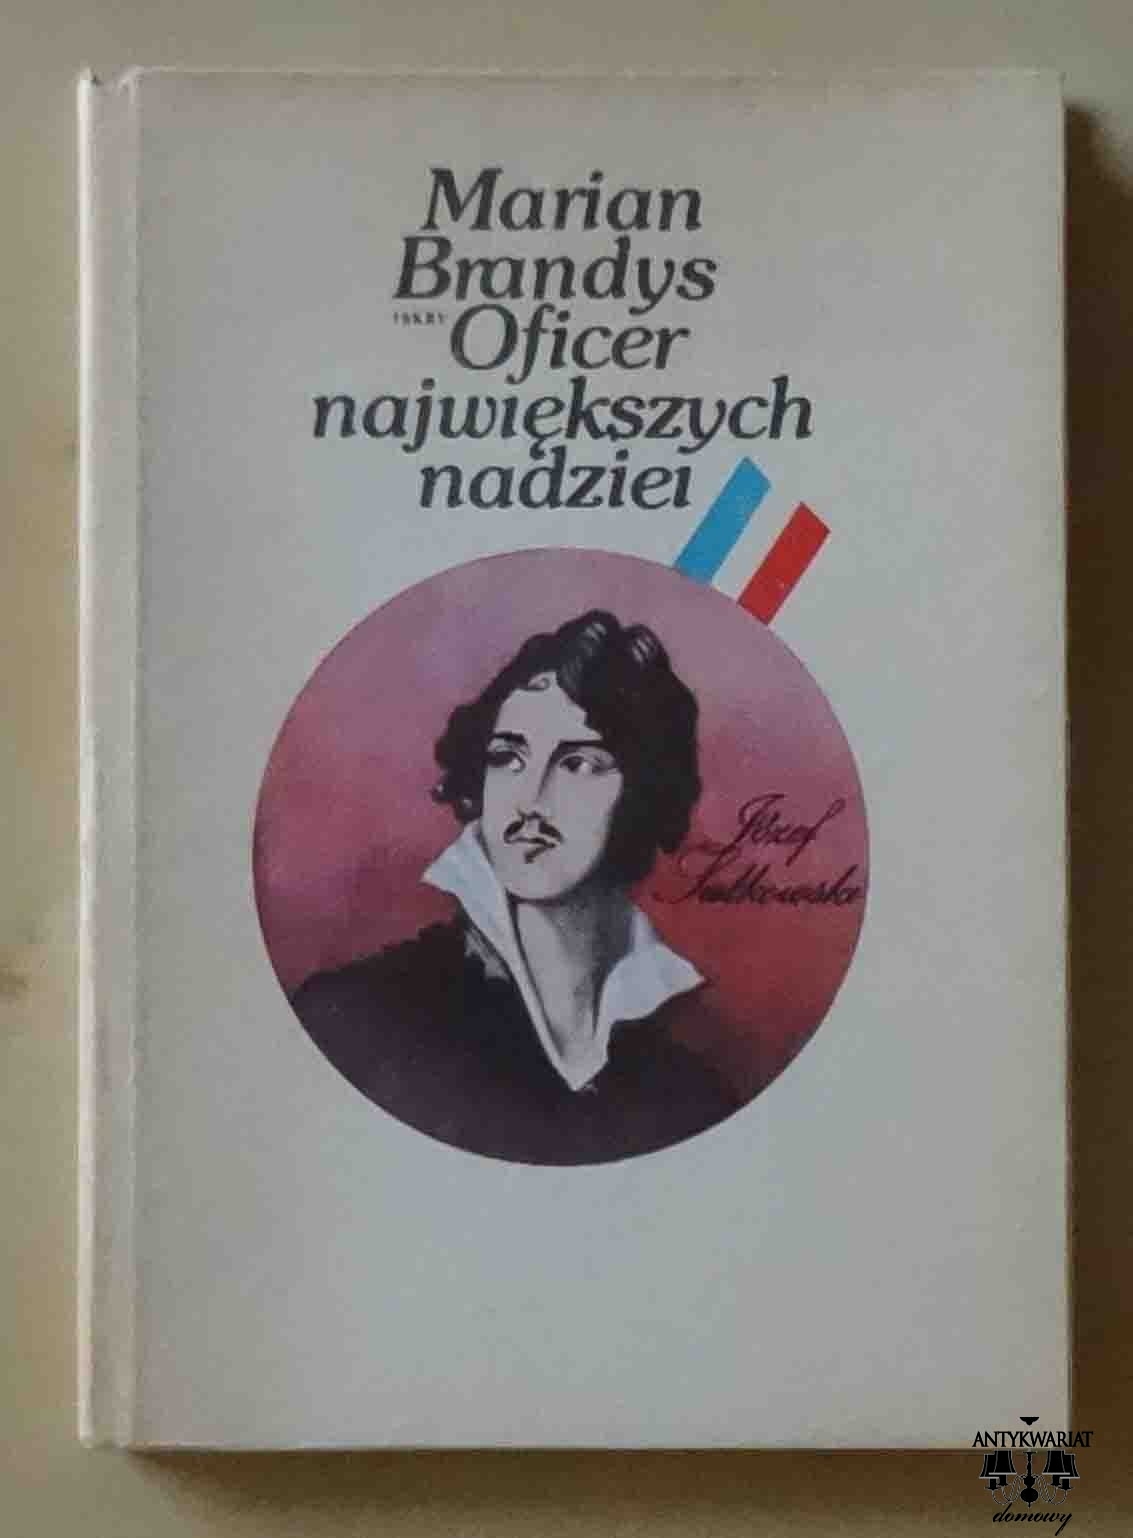 Marian
Brandys
ISKRY
Oficer
największych
nadziei
Józef
Sułkowski
ANTYKWARIAT
domowy